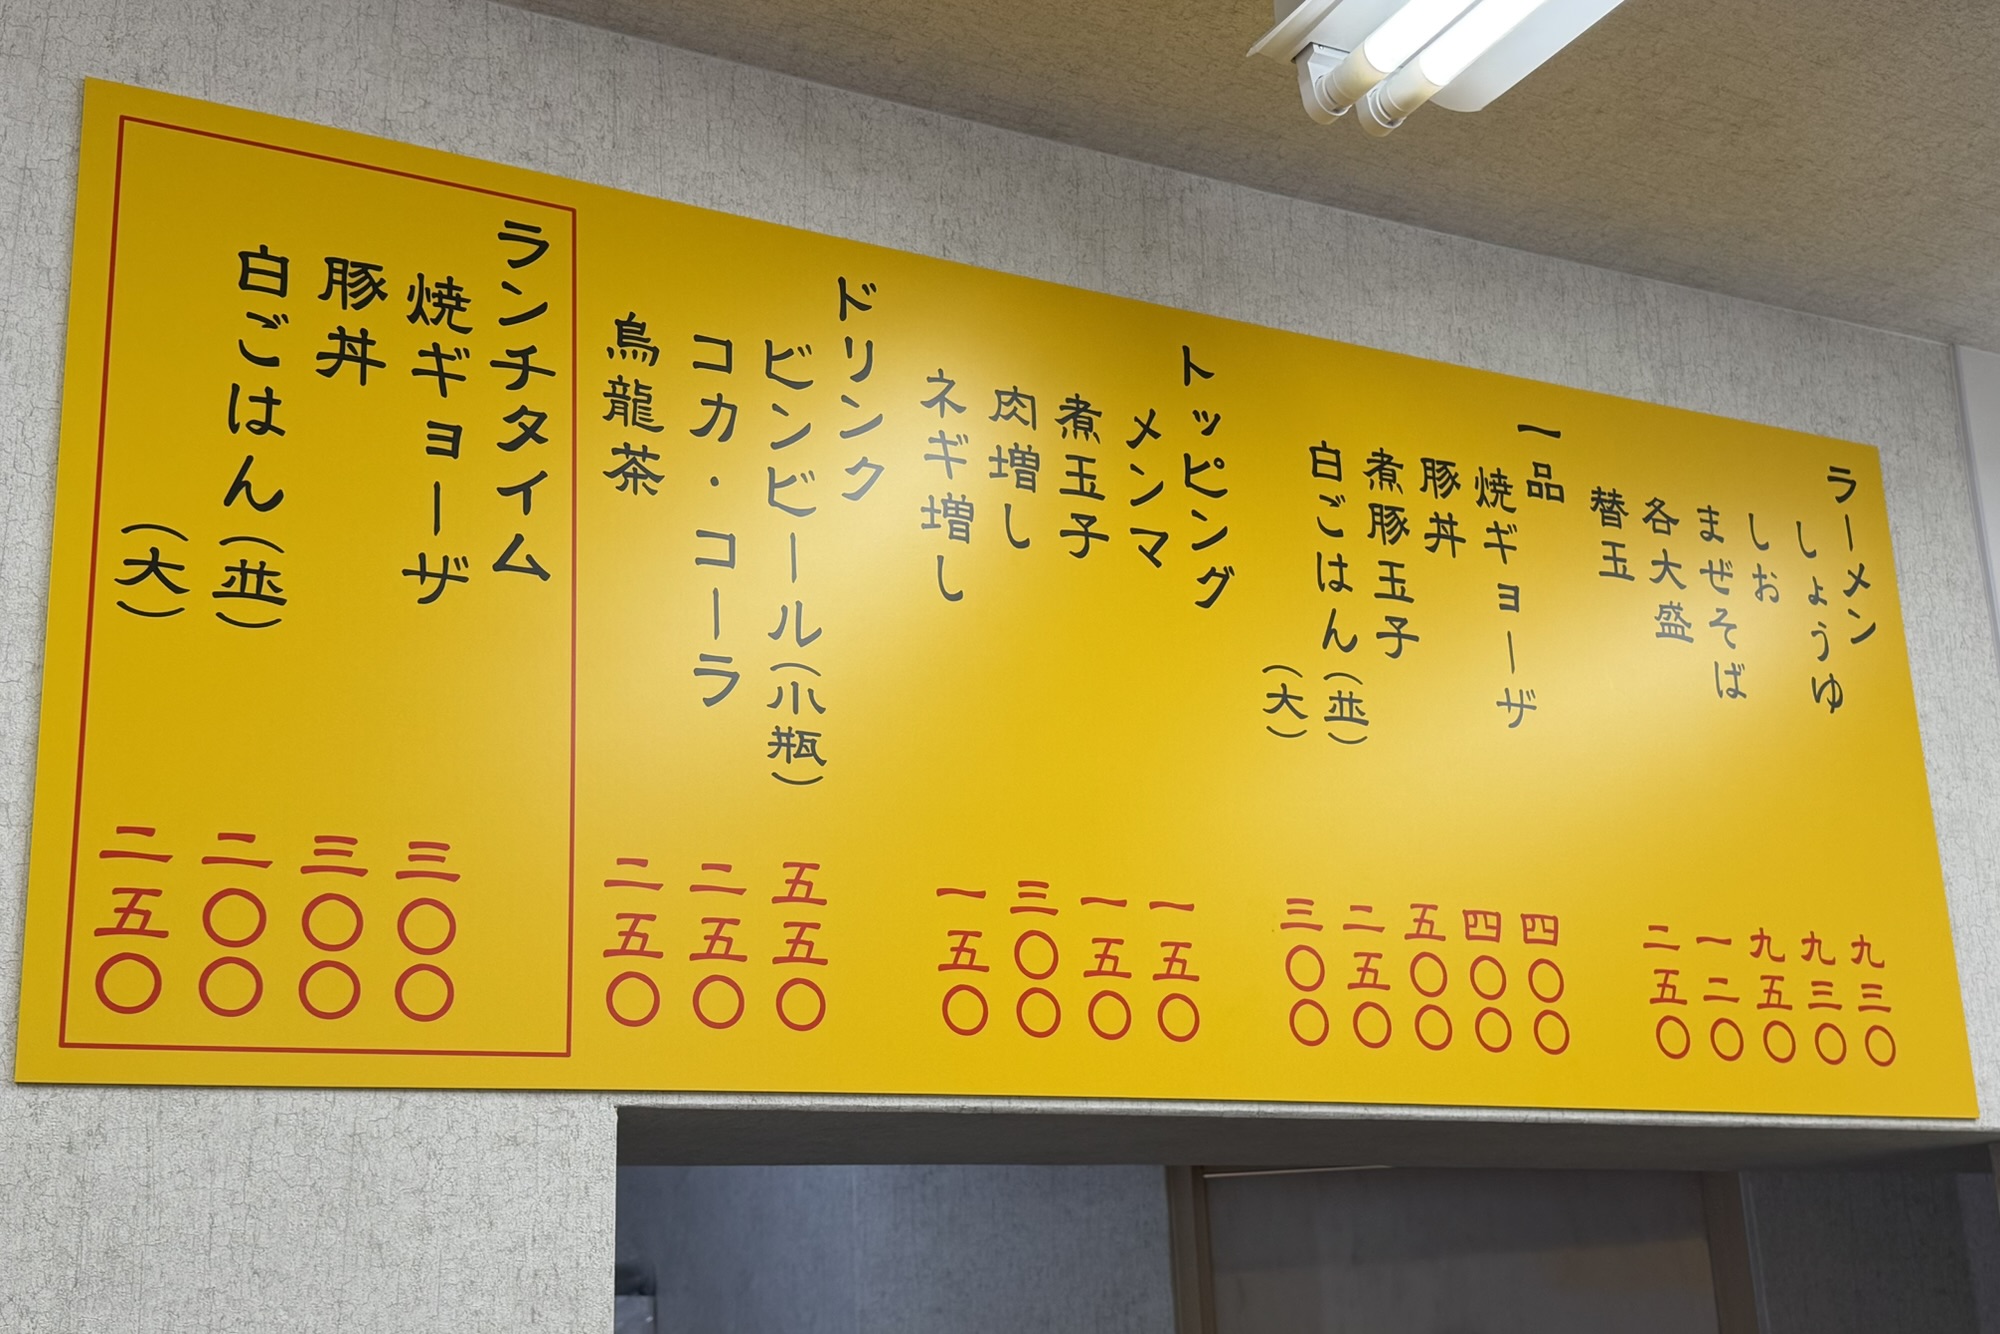 ラーメン
しょうゆ 九三〇
しお 九三〇
まぜそば 九五〇
各大盛 一二〇
替玉 二五〇
一品
焼ギョーザ 四〇〇
豚丼 四〇〇
煮豚玉子 五〇〇
白ごはん(並) 二五〇
(大) 三〇〇
トッピング
メンマ 一五〇
煮玉子 一五〇
肉増し 三〇〇
ネギ増し 一五〇
ドリンク
ビンビール(小瓶) 五五〇
コカ・コーラ 二五〇
烏龍茶 二五〇
ランチタイム
焼ギョーザ 三〇〇
豚丼 三〇〇
白ごはん(並) 二〇〇
(大) 二五〇